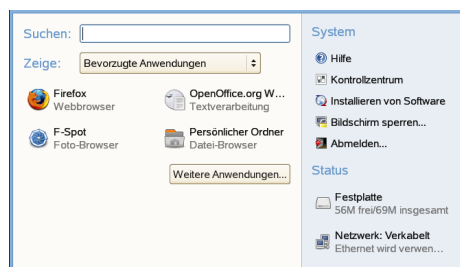 Suchen:
Zeige: Bevorzugte Anwendungen
Firefox
Webbrowser
OpenOffice.org W...
Textverarbeitung
F-Spot
Foto-Browser
Persönlicher Ordner
Datei-Browser
Weitere Anwendungen...
System
Hilfe
Kontrollzentrum
Installieren von Software
Bildschirm sperren...
Abmelden...
Status
Festplatte
56M frei/69M insgesamt
Netzwerk: Verkabelt
Ethernet wird verwen...